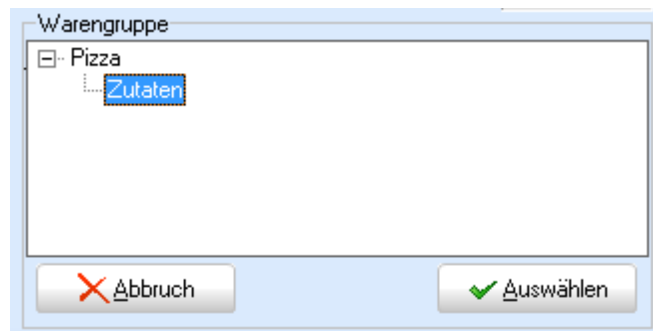 Warengruppe
Pizza
Zutaten
Abbruch
Auswählen